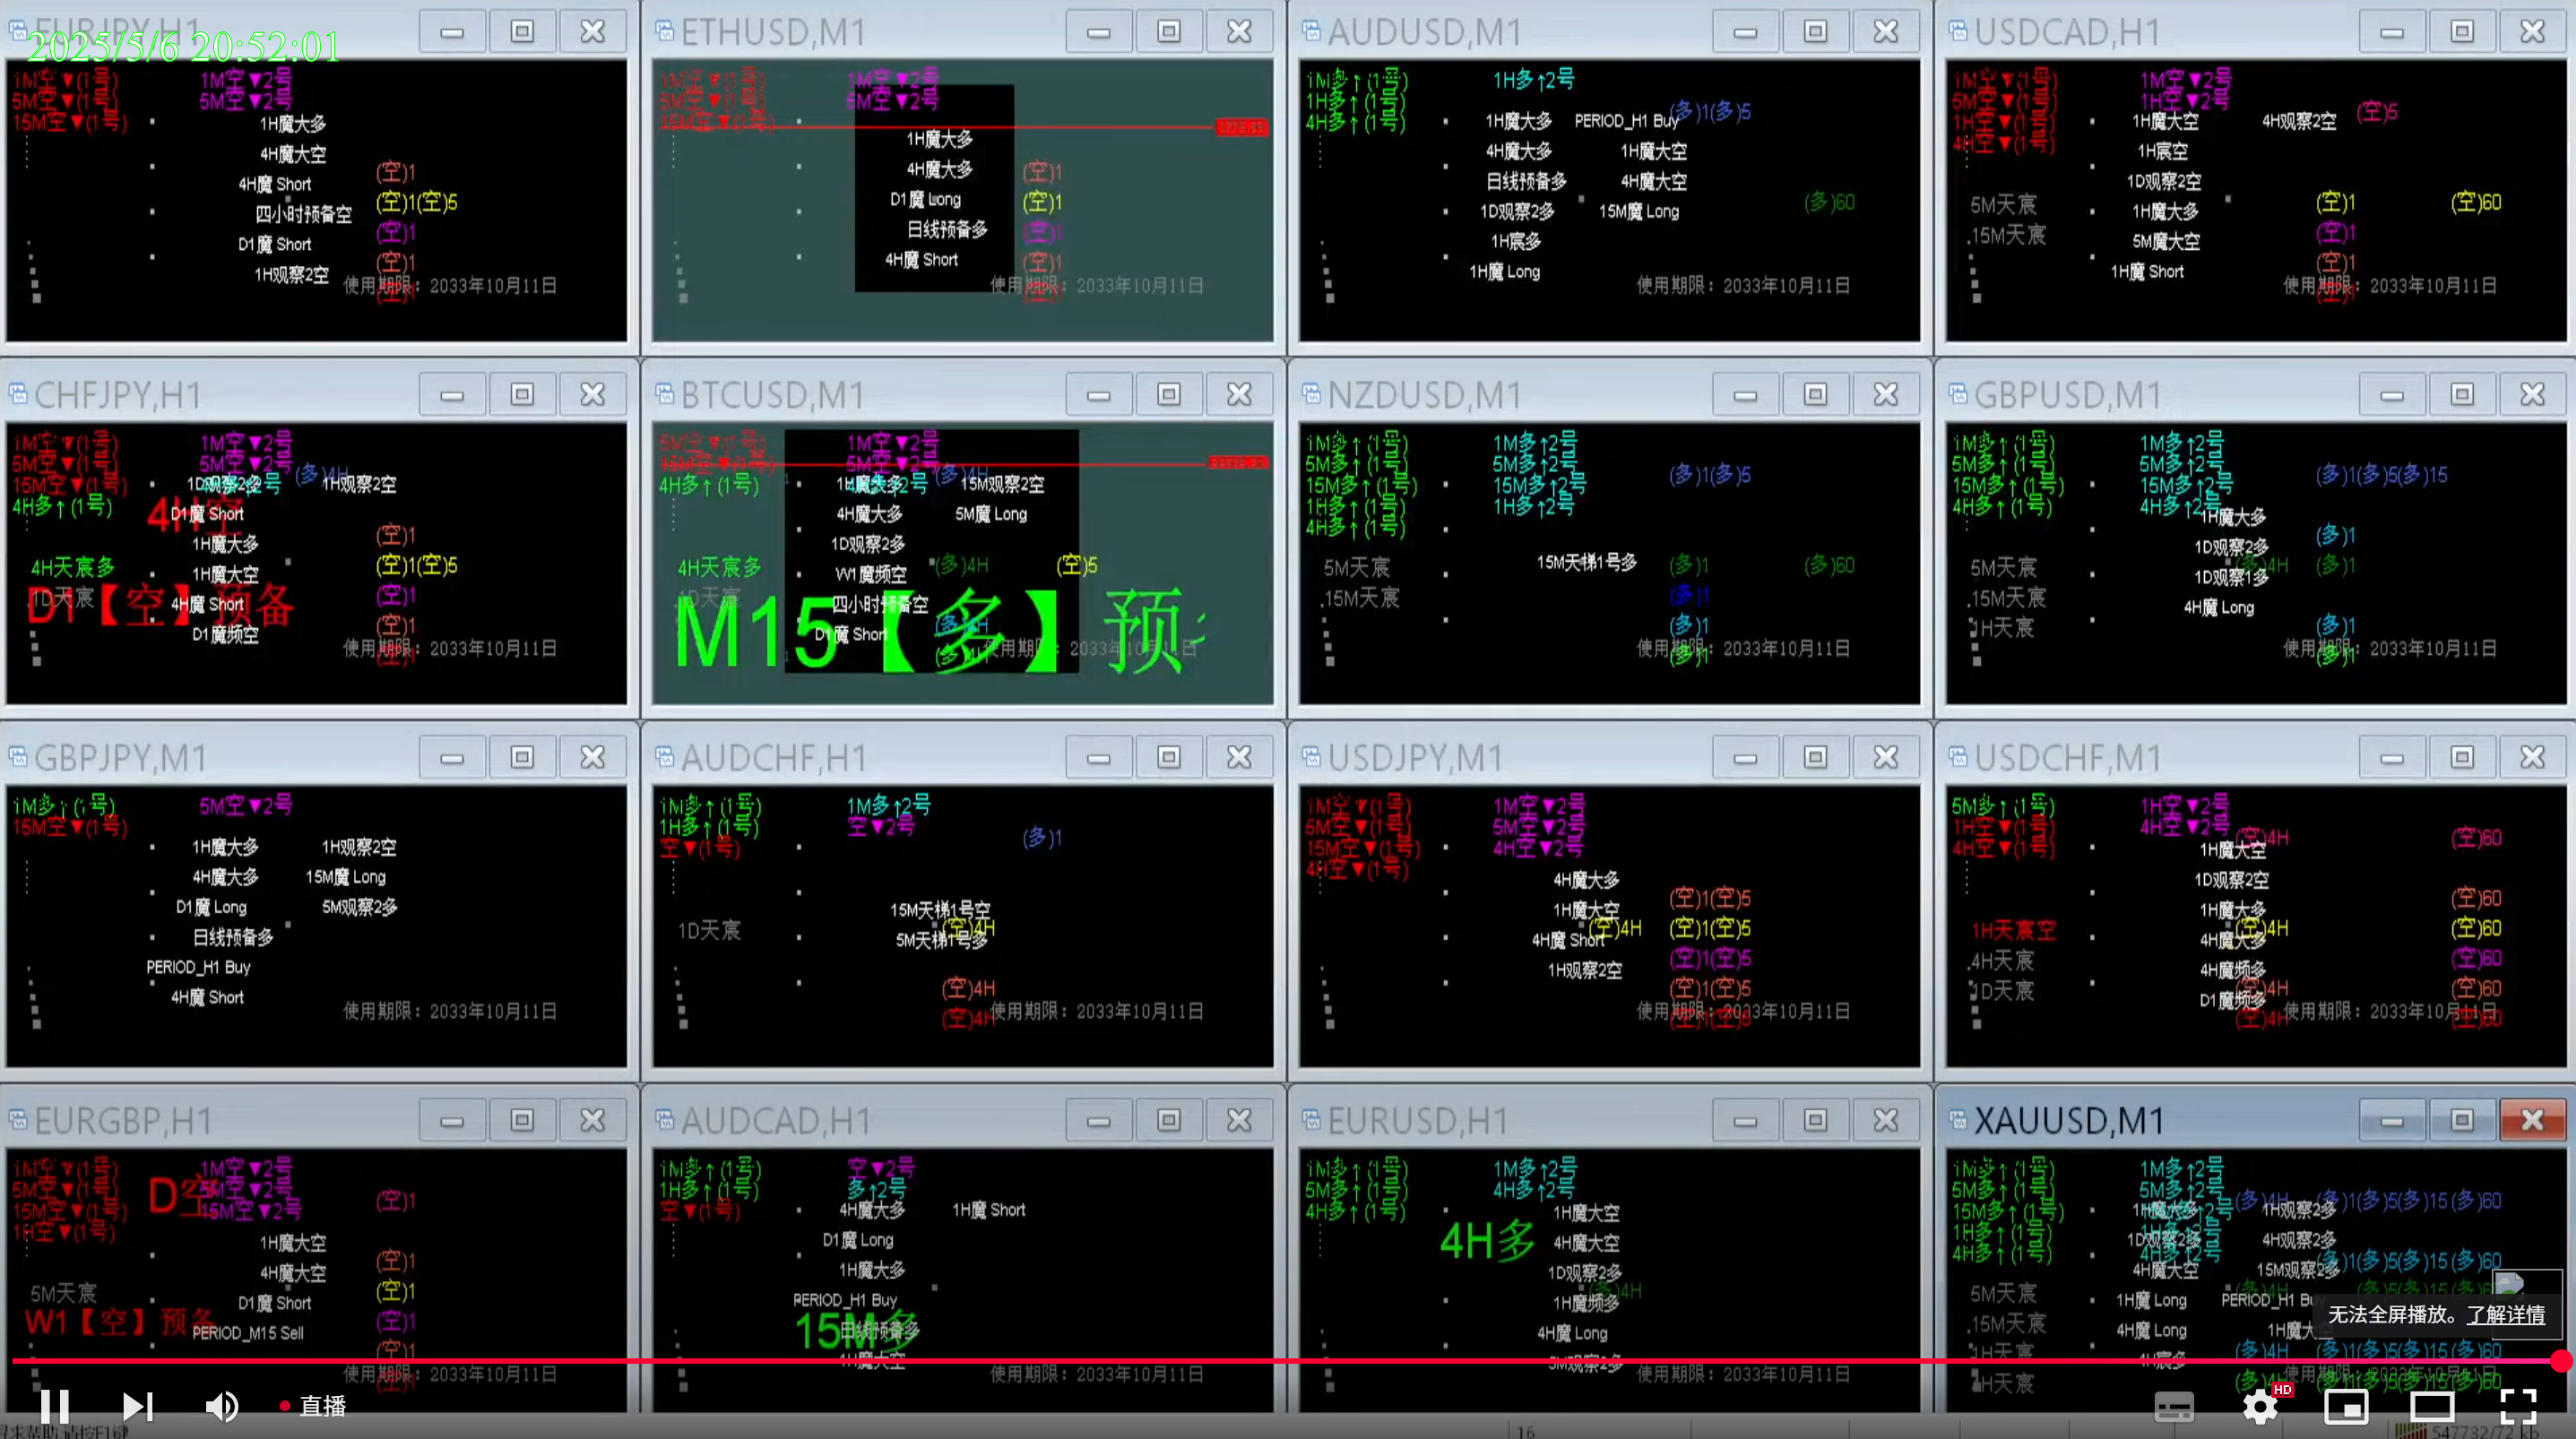 EURJPY,H1
2025/5/6 20:52:01
1M空▼(1号)
5M空▼(1号)
15M空▼(1号)
1M空▼2号
5M空▼2号
1H魔大多
4H魔大空
4H魔 Short
四小时预备空
D1魔 Short
1H观察2空
(空)1
(空)1(空)5
(空)1
(空)1
使用期限：2033年10月11日
ETHUSD,M1
1M空▼(1号)
5M空▼(1号)
15M空▼(1号)
1M空▼2号
5M空▼2号
1H魔大多
4H魔大多
D1魔 Long
日线预备多
4H魔 Short
(空)1
(空)1
(空)1
(空)1
使用期限：2033年10月11日
AUDUSD,M1
1M多↑(1号)
1H多↑(1号)
4H多↑(1号)
1H多↑2号
(多)1(多)5
1H魔大多 PERIOD_H1 Buy
4H魔大多 1H魔大空
日线预备多 4H魔大空
1D观察2多 15M魔 Long
1H宸多
1H魔 Long
(多)60
使用期限：2033年10月11日
USDCAD,H1
1M空▼(1号)
5M空▼(1号)
1H空▼(1号)
4H空▼(1号)
1M空▼2号
1H空▼2号
1H魔大空 4H观察2空 (空)5
1H宸空
1D观察2空
1H魔大多
5M魔大空
1H魔 Short
5M天宸
.15M天宸
(空)1 (空)60
(空)1
(空)1
使用期限：2033年10月11日
CHFJPY,H1
1M空▼(1号)
5M空▼(1号)
15M空▼(1号)
4H多↑(1号)
1M空▼2号
5M空▼2号
(多)4H
1D观察2多 1H观察2空
D1魔 Short
1H魔大多
1H魔大空
4H魔 Short
D1魔频空
4H天宸多
1D天宸
D1【空】预备
(空)1
(空)1(空)5
(空)1
(空)1
使用期限：2033年10月11日
BTCUSD,M1
5M空▼(1号)
15M空▼(1号)
4H多↑(1号)
1M空▼2号
5M空▼2号
(多)4H
1H魔大多 15M观察2空
4H魔大多 5M魔 Long
1D观察2多
W1魔频空
四小时预备空
D1魔 Short
4H天宸多
1D天宸
(多)4H (空)5
M15【多】预
使用期限：2033年10月11日
NZDUSD,M1
1M多↑(1号)
5M多↑(1号)
15M多↑(1号)
1H多↑(1号)
4H多↑(1号)
1M多↑2号
5M多↑2号
15M多↑2号
1H多↑2号
(多)1(多)5
15M天梯1号多
(多)1 (多)60
(多)1
(多)1
(多)1
5M天宸
.15M天宸
使用期限：2033年10月11日
GBPUSD,M1
1M多↑(1号)
5M多↑(1号)
15M多↑(1号)
4H多↑(1号)
1M多↑2号
5M多↑2号
15M多↑2号
4H多↑2号
(多)1(多)5(多)15
1H魔大多
1D观察2多
1D观察1多
4H魔 Long
(多)1
(多)4H (多)1
(多)1
(多)1
5M天宸
.15M天宸
1H天宸
使用期限：2033年10月11日
GBPJPY,M1
1M多↑(1号)
15M空▼(1号)
5M空▼2号
1H魔大多 1H观察2空
4H魔大多 15M魔 Long
D1魔 Long 5M观察2多
日线预备多
PERIOD_H1 Buy
4H魔 Short
使用期限：2033年10月11日
AUDCHF,H1
1M多↑(1号)
1H多↑(1号)
空▼(1号)
1M多↑2号
空▼2号
(多)1
15M天梯1号空
(空)4H
5M天梯1号多
1D天宸
(空)4H
(空)4H
使用期限：2033年10月11日
USDJPY,M1
1M空▼(1号)
5M空▼(1号)
15M空▼(1号)
4H空▼(1号)
1M空▼2号
5M空▼2号
4H空▼2号
4H魔大多
1H魔大空
4H魔 Short
1H观察2空
(空)1(空)5
(空)4H (空)1(空)5
(空)1(空)5
(空)1(空)5
使用期限：2033年10月11日
USDCHF,M1
5M多↑(1号)
1H空▼(1号)
4H空▼(1号)
1H空▼2号
4H空▼2号
(空)4H (空)60
1H魔大空
1D观察2空
1H魔大多
4H魔大多
4H魔频多
D1魔频多
1H天宸空
.4H天宸
1D天宸
(空)60
(空)4H (空)60
(空)60
(空)4H (空)60
(空)4H (空)60
使用期限：2033年10月11日
EURGBP,H1
1M空▼(1号)
5M空▼(1号)
15M空▼(1号)
1H空▼(1号)
D空
1M空▼2号
5M空▼2号
15M空▼2号
(空)1
1H魔大空
4H魔大空
D1魔 Short
PERIOD_M15 Sell
5M天宸
W1【空】预备
(空)1
(空)1
(空)1
(空)1
使用期限：2033年10月11日
AUDCAD,H1
1M多↑(1号)
1H多↑(1号)
空▼(1号)
空▼2号
多↑2号
4H魔大多 1H魔 Short
D1魔 Long
1H魔大多
PERIOD_H1 Buy
日线预备多
1H魔大空
15M多
使用期限：2033年10月11日
EURUSD,H1
1M多↑(1号)
5M多↑(1号)
4H多↑(1号)
1M多↑2号
4H多↑2号
4H多
1H魔大空
4H魔大空
1D观察2多
1H魔频多
4H魔 Long
5M观察2多
(多)4H
使用期限：2033年10月11日
XAUUSD,M1
1M多↑(1号)
5M多↑(1号)
15M多↑(1号)
1H多↑(1号)
4H多↑(1号)
1M多↑2号
5M多↑2号
(多)4H (多)1(多)5(多)15(多)60
1H观察2多
1D观察2多 4H观察2多
4H魔大空 15M观察2多
1H魔 Long PERIOD_H1 Buy
4H魔 Long
4H宸多
5M天宸
.15M天宸
1H天宸
4H天宸
(多)4H (多)1(多)5(多)15(多)60
使用期限：2033年10月11日
无法全屏播放。了解详情
直播
HD
16
547732/72 kb